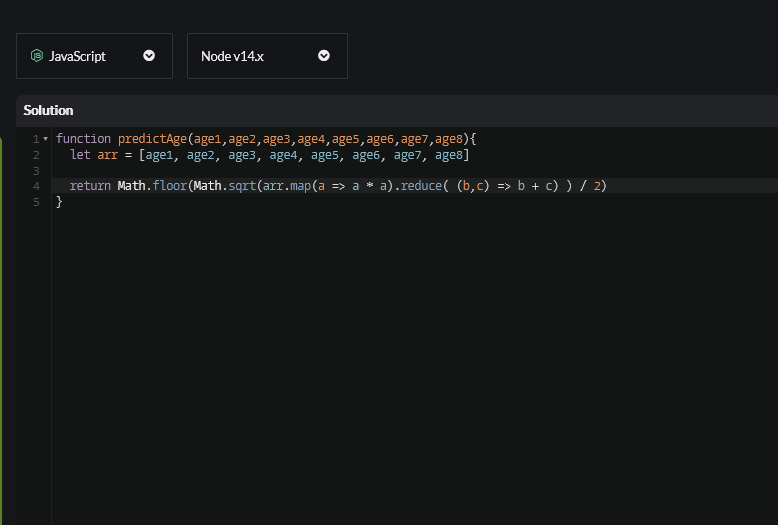 JavaScript
Node v14.x
Solution
1 function predictAge(age1,age2,age3,age4,age5,age6,age7,age8){
2 let arr = [age1, age2, age3, age4, age5, age6, age7, age8]
3
4 return Math.floor(Math.sqrt(arr.map(a => a * a).reduce( (b,c) => b + c) ) / 2)
5 }